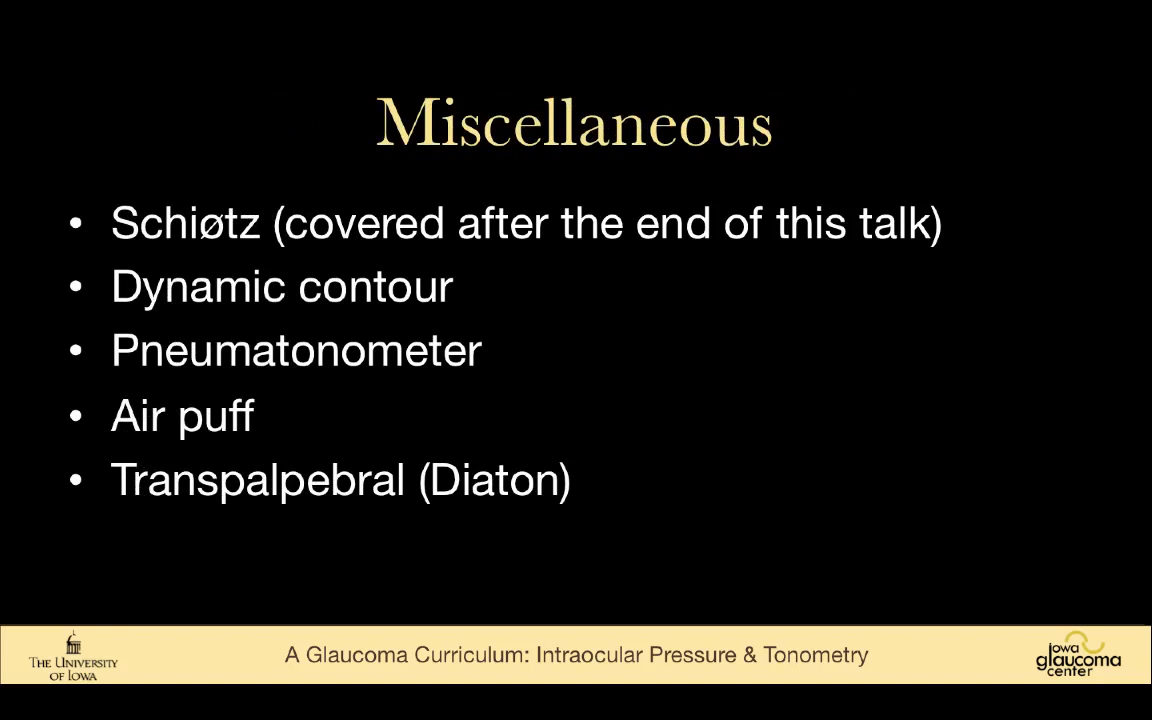 Miscellaneous
• Schiøtz (covered after the end of this talk)
• Dynamic contour
• Pneumatonometer
• Air puff
• Transpalpebral (Diaton)
THE UNIVERSITY
OF IOWA
A Glaucoma Curriculum: Intraocular Pressure & Tonometry
iowa
glaucoma
center